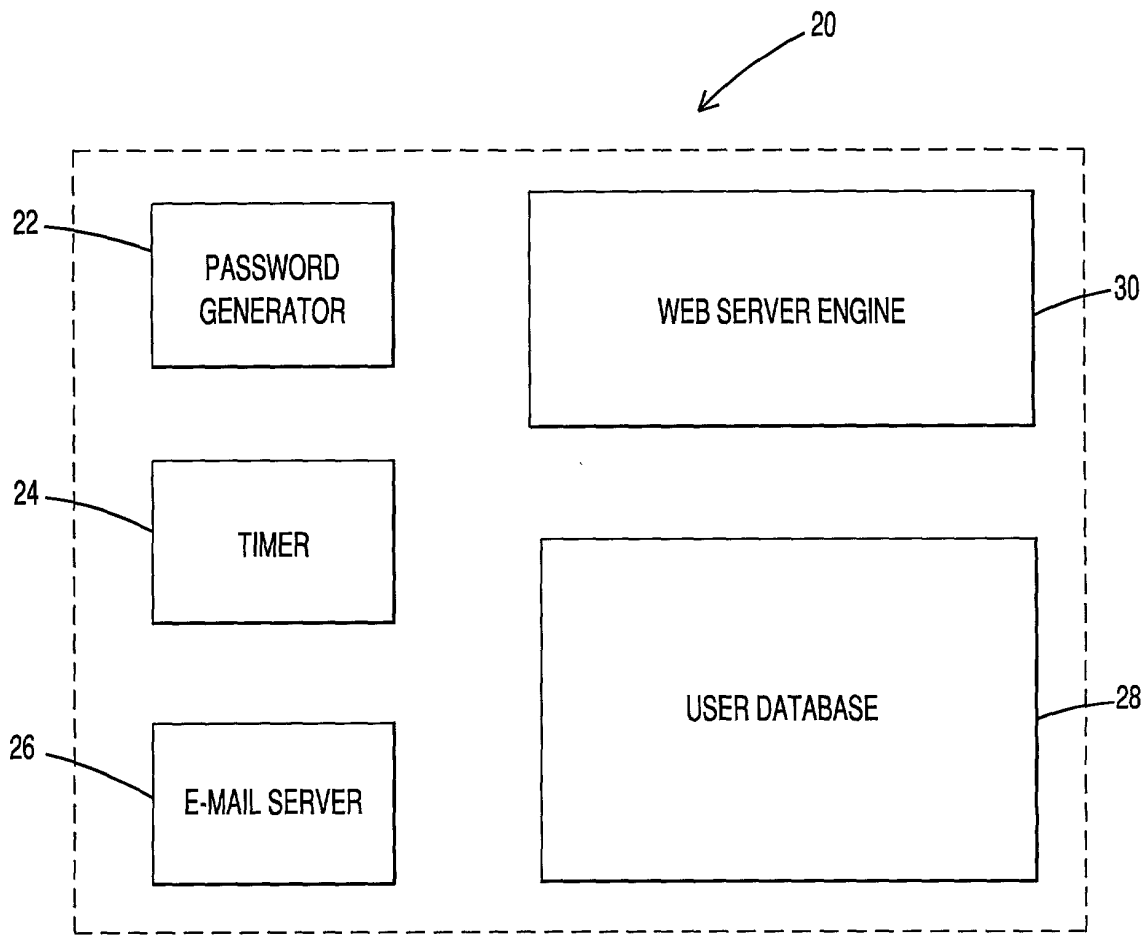 20
22
PASSWORD
GENERATOR
WEB SERVER ENGINE
30
24
TIMER
USER DATABASE
28
26
E-MAIL SERVER